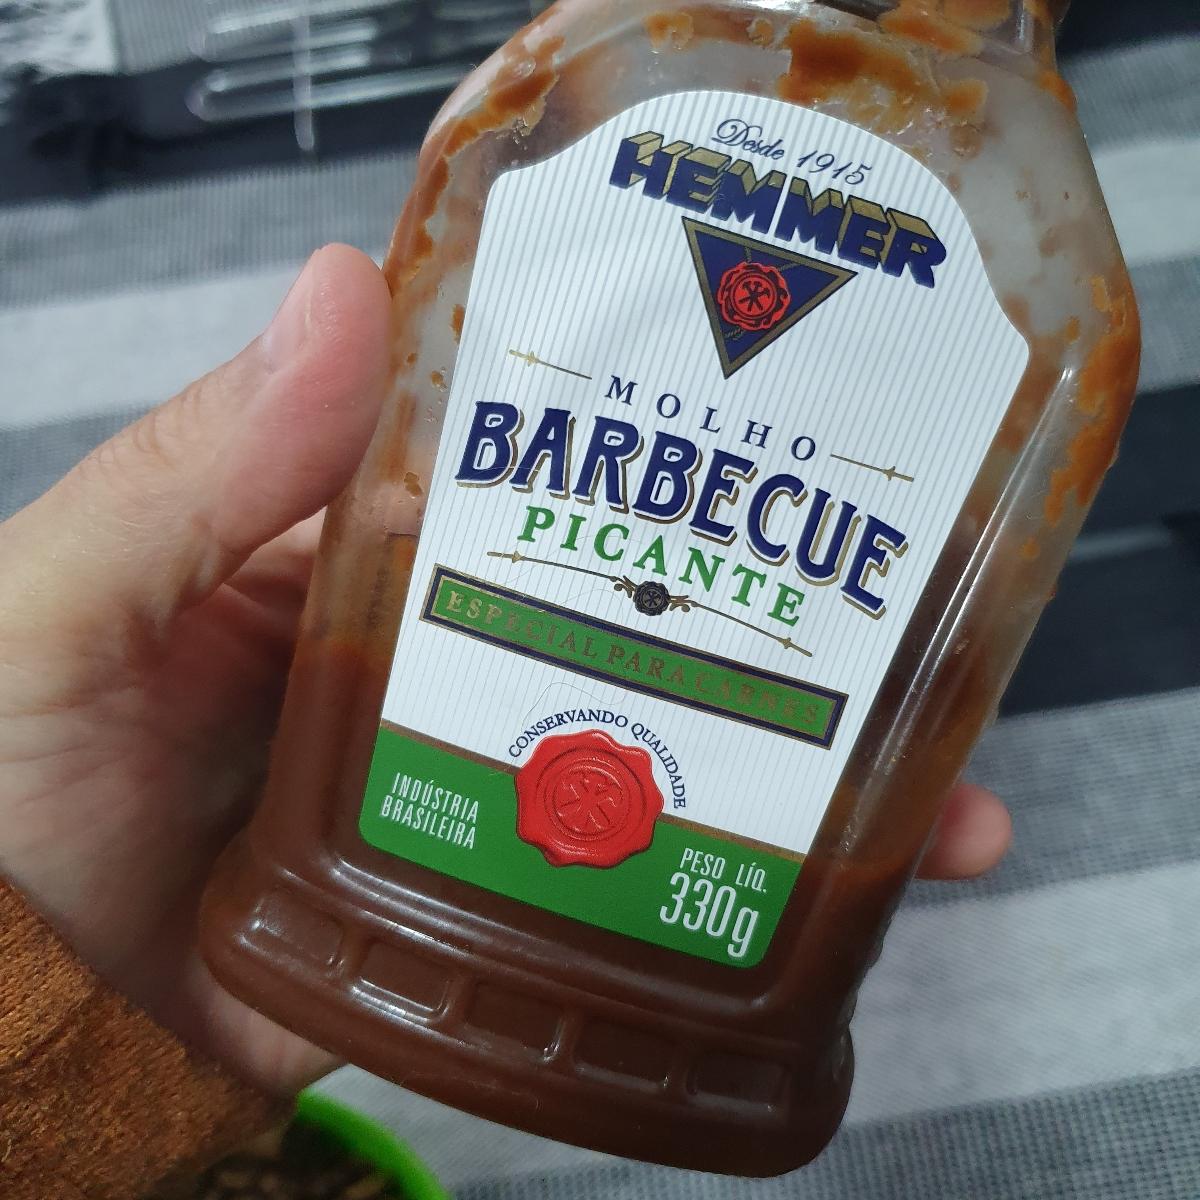 Desde 1915
HEMMER
MOLHO
BARBECUE
PICANTE
ESPECIAL PARA CARNES
CONSERVANDO QUALIDADE
INDÚSTRIA
BRASILEIRA
PESO LÍQ.
330g